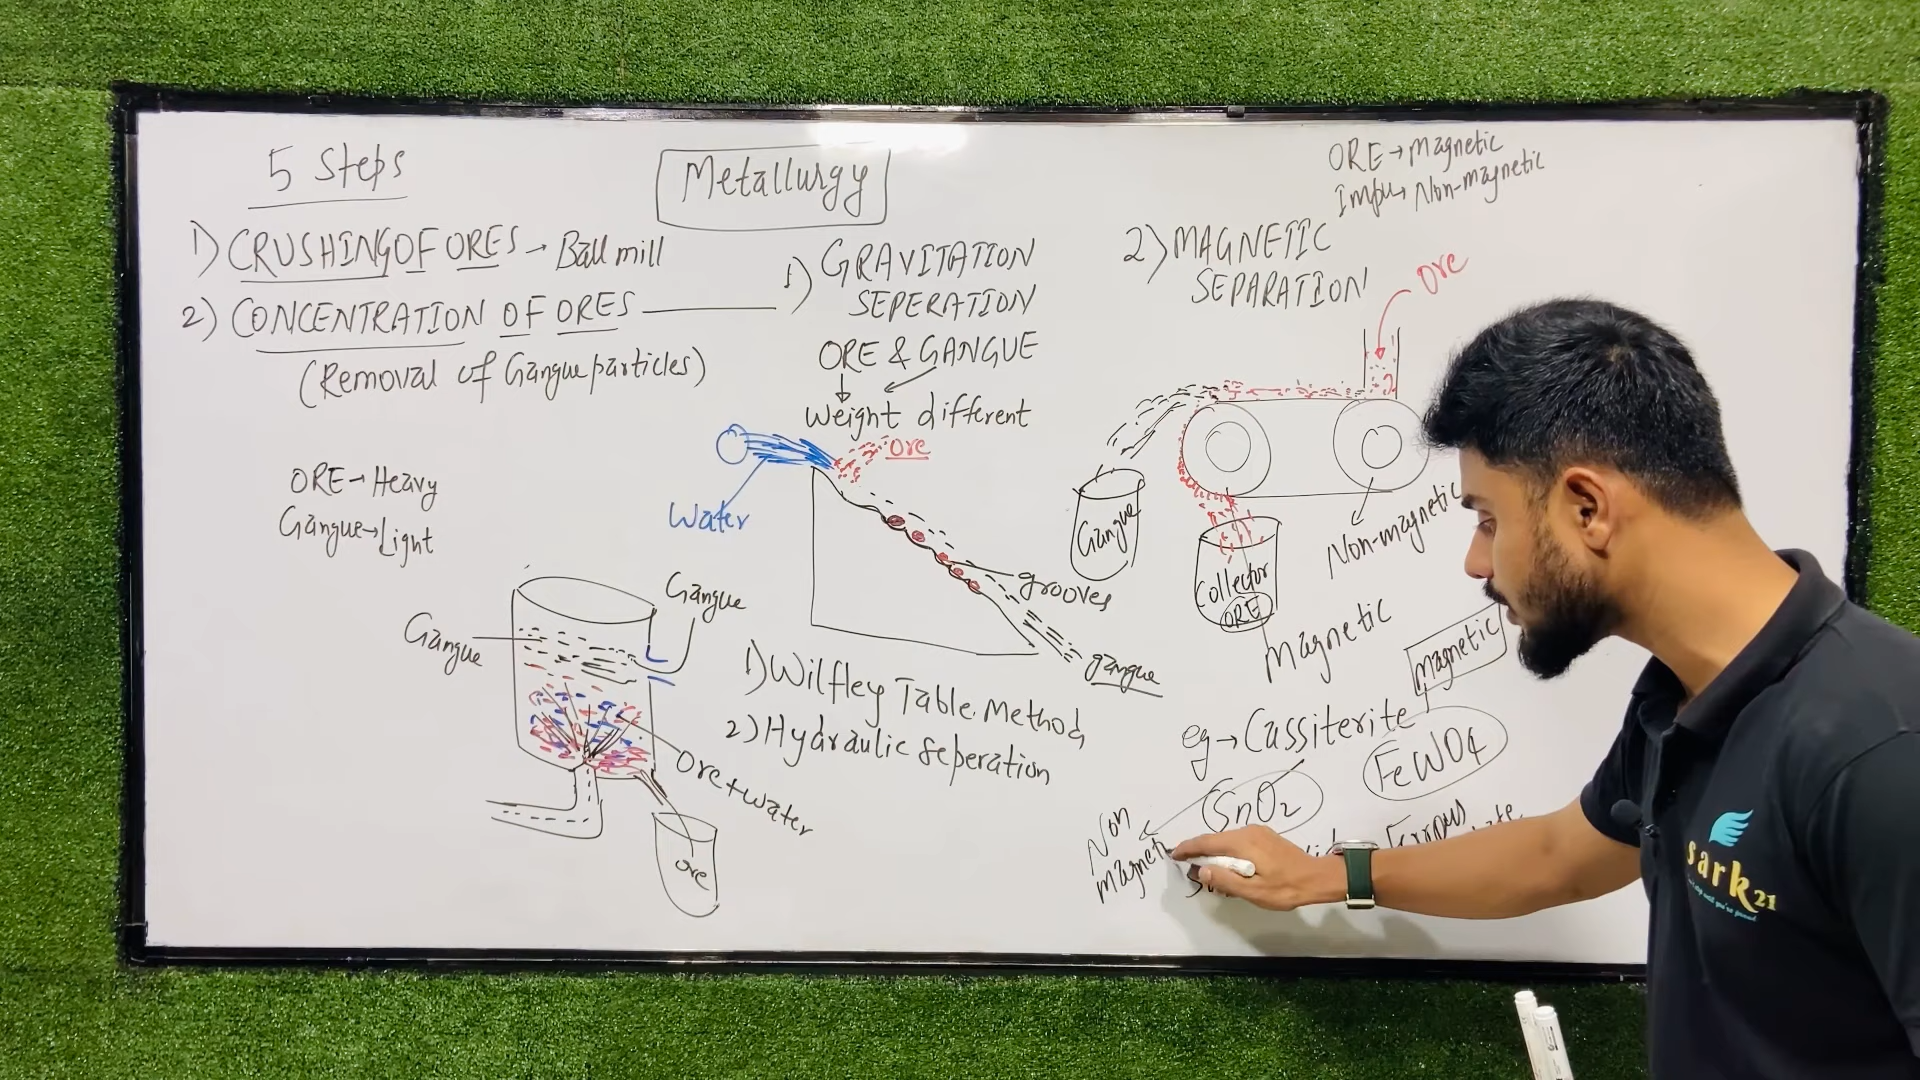 5 Steps
Metallurgy
1) CRUSHING OF ORES → Ball mill
2) CONCENTRATION OF ORES
(Removal of Gangue particles)
ORE → Heavy
Gangue → Light
Gangue
Gangue
Ore + water
ore
1) GRAVITATION
SEPERATION
ORE & GANGUE
Weight different
ore
Water
grooves
gangue
1) Wilfley Table Method
2) Hydraulic Seperation
ORE → Magnetic
Impu → Non-magnetic
2) MAGNETIC
SEPARATION
ore
Gangue
Collector
ORE
Non-magnetic
Magnetic
magnetic
eg → Cassiterite
SnO2
FeWO4
Non
magneti
sark21